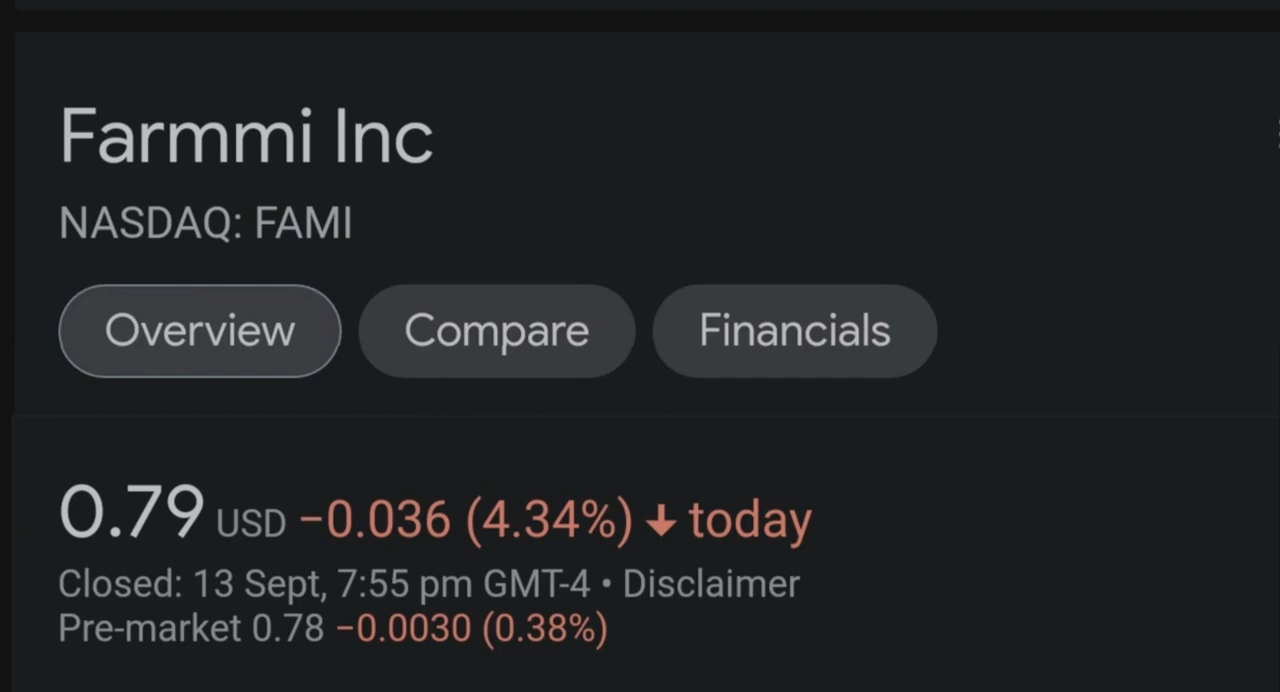 Farmmi Inc
NASDAQ: FAMI
Overview Compare Financials
0.79 USD −0.036 (4.34%) ↓ today
Closed: 13 Sept, 7:55 pm GMT-4 • Disclaimer
Pre-market 0.78 −0.0030 (0.38%)